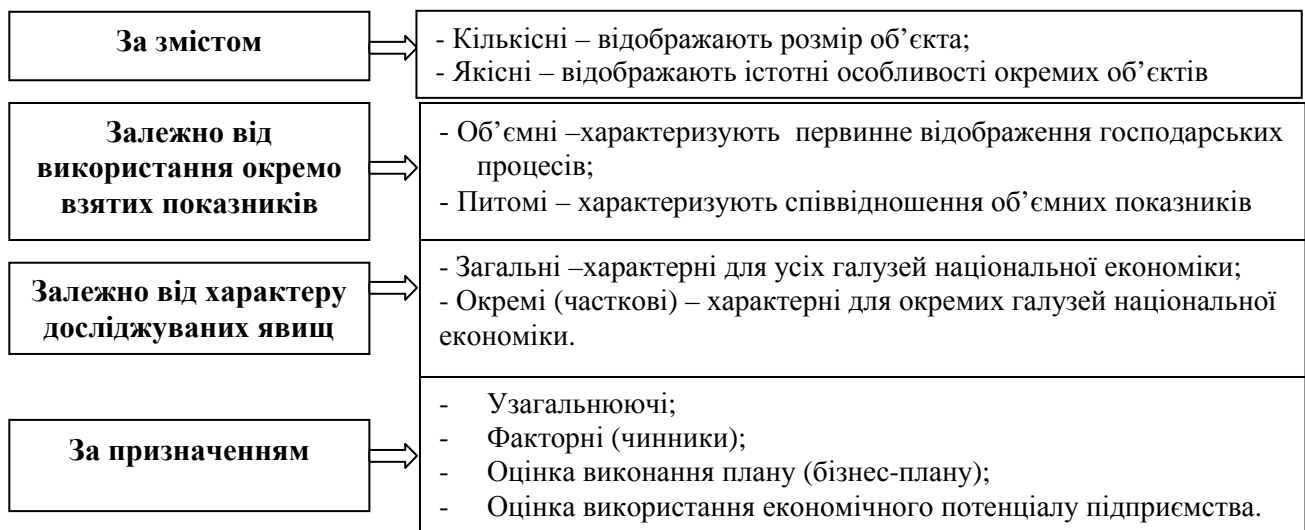 За змістом
- Кількісні – відображають розмір об’єкта;
- Якісні – відображають істотні особливості окремих об’єктів
Залежно від
використання окремо
взятих показників
- Об’ємні –характеризують первинне відображення господарських
процесів;
- Питомі – характеризують співвідношення об’ємних показників
Залежно від характеру
досліджуваних явищ
- Загальні –характерні для усіх галузей національної економіки;
- Окремі (часткові) – характерні для окремих галузей національної
економіки.
За призначенням
- Узагальнюючі;
- Факторні (чинники);
- Оцінка виконання плану (бізнес-плану);
- Оцінка використання економічного потенціалу підприємства.